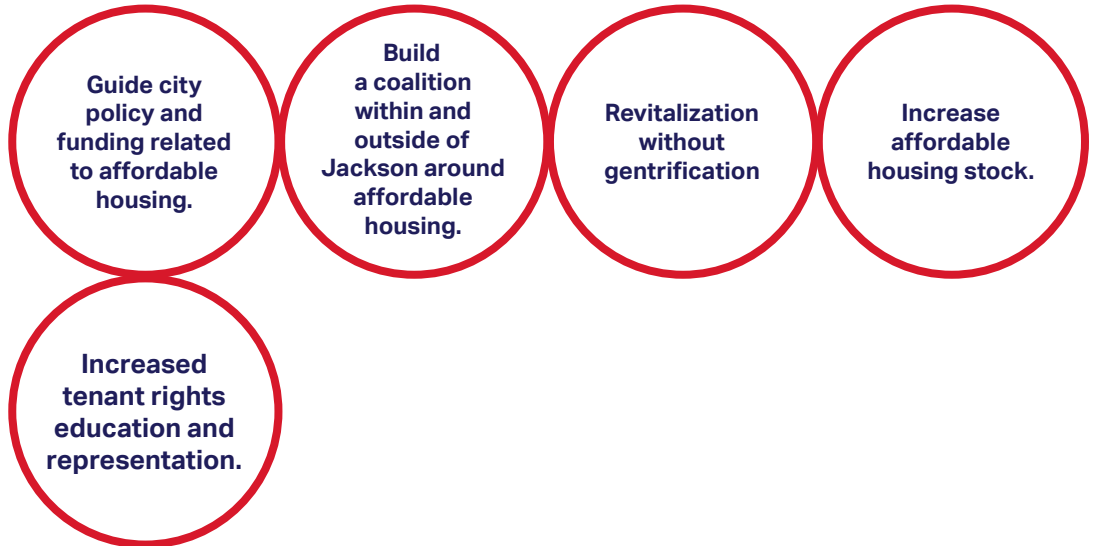 Guide city
policy and
funding related
to affordable
housing.
Build
a coalition
within and
outside of
Jackson around
affordable
housing.
Revitalization
without
gentrification
Increase
affordable
housing stock.
Increased
tenant rights
education and
representation.